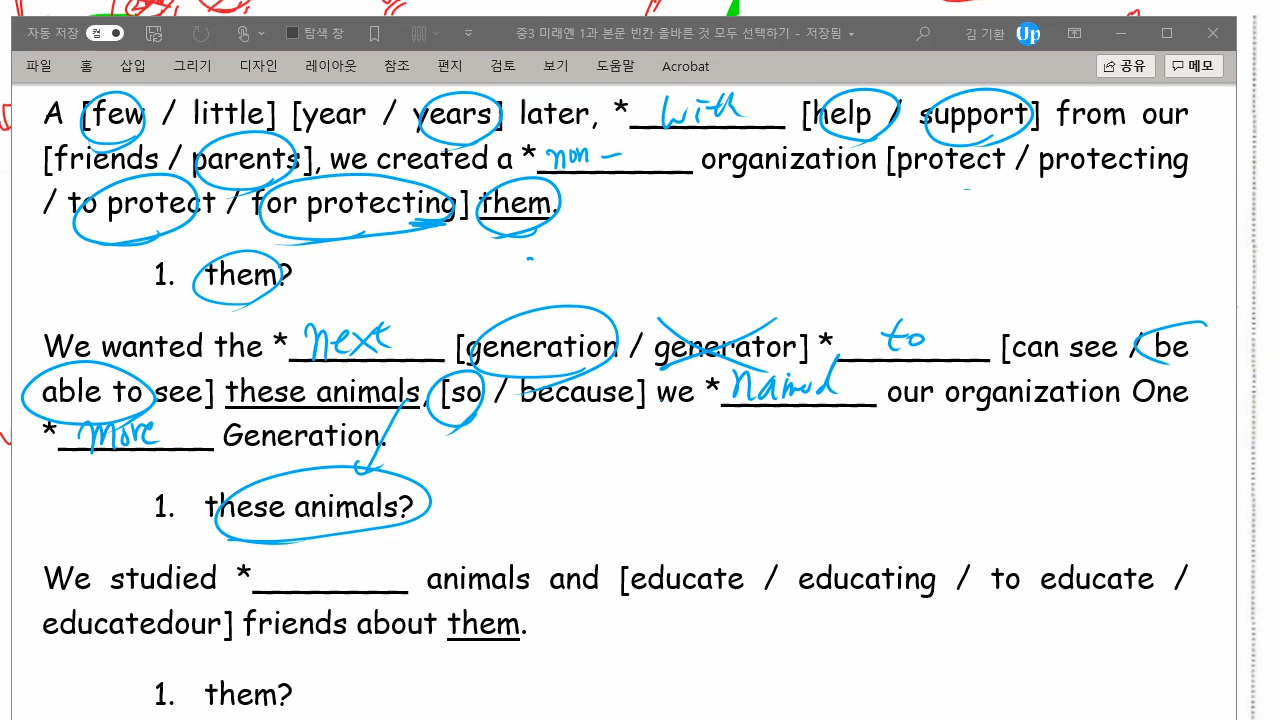 자동 저장 컴 탐색 창 중3 미래엔 1과 본문 빈칸 올바른 것 모두 선택하기 - 저장됨 김 기환 Up
파일 홈 삽입 그리기 디자인 레이아웃 참조 편지 검토 보기 도움말 Acrobat 공유 메모
A [few / little] [year / years] later, * with [help / support] from our
[friends / parents], we created a * non- organization [protect / protecting
/ to protect / for protecting] them.
1. them?
We wanted the * next [generation / generator] * to [can see / be
able to see] these animals, [so / because] we * named our organization One
* more Generation.
1. these animals?
We studied *_________ animals and [educate / educating / to educate /
educatedour] friends about them.
1. them?